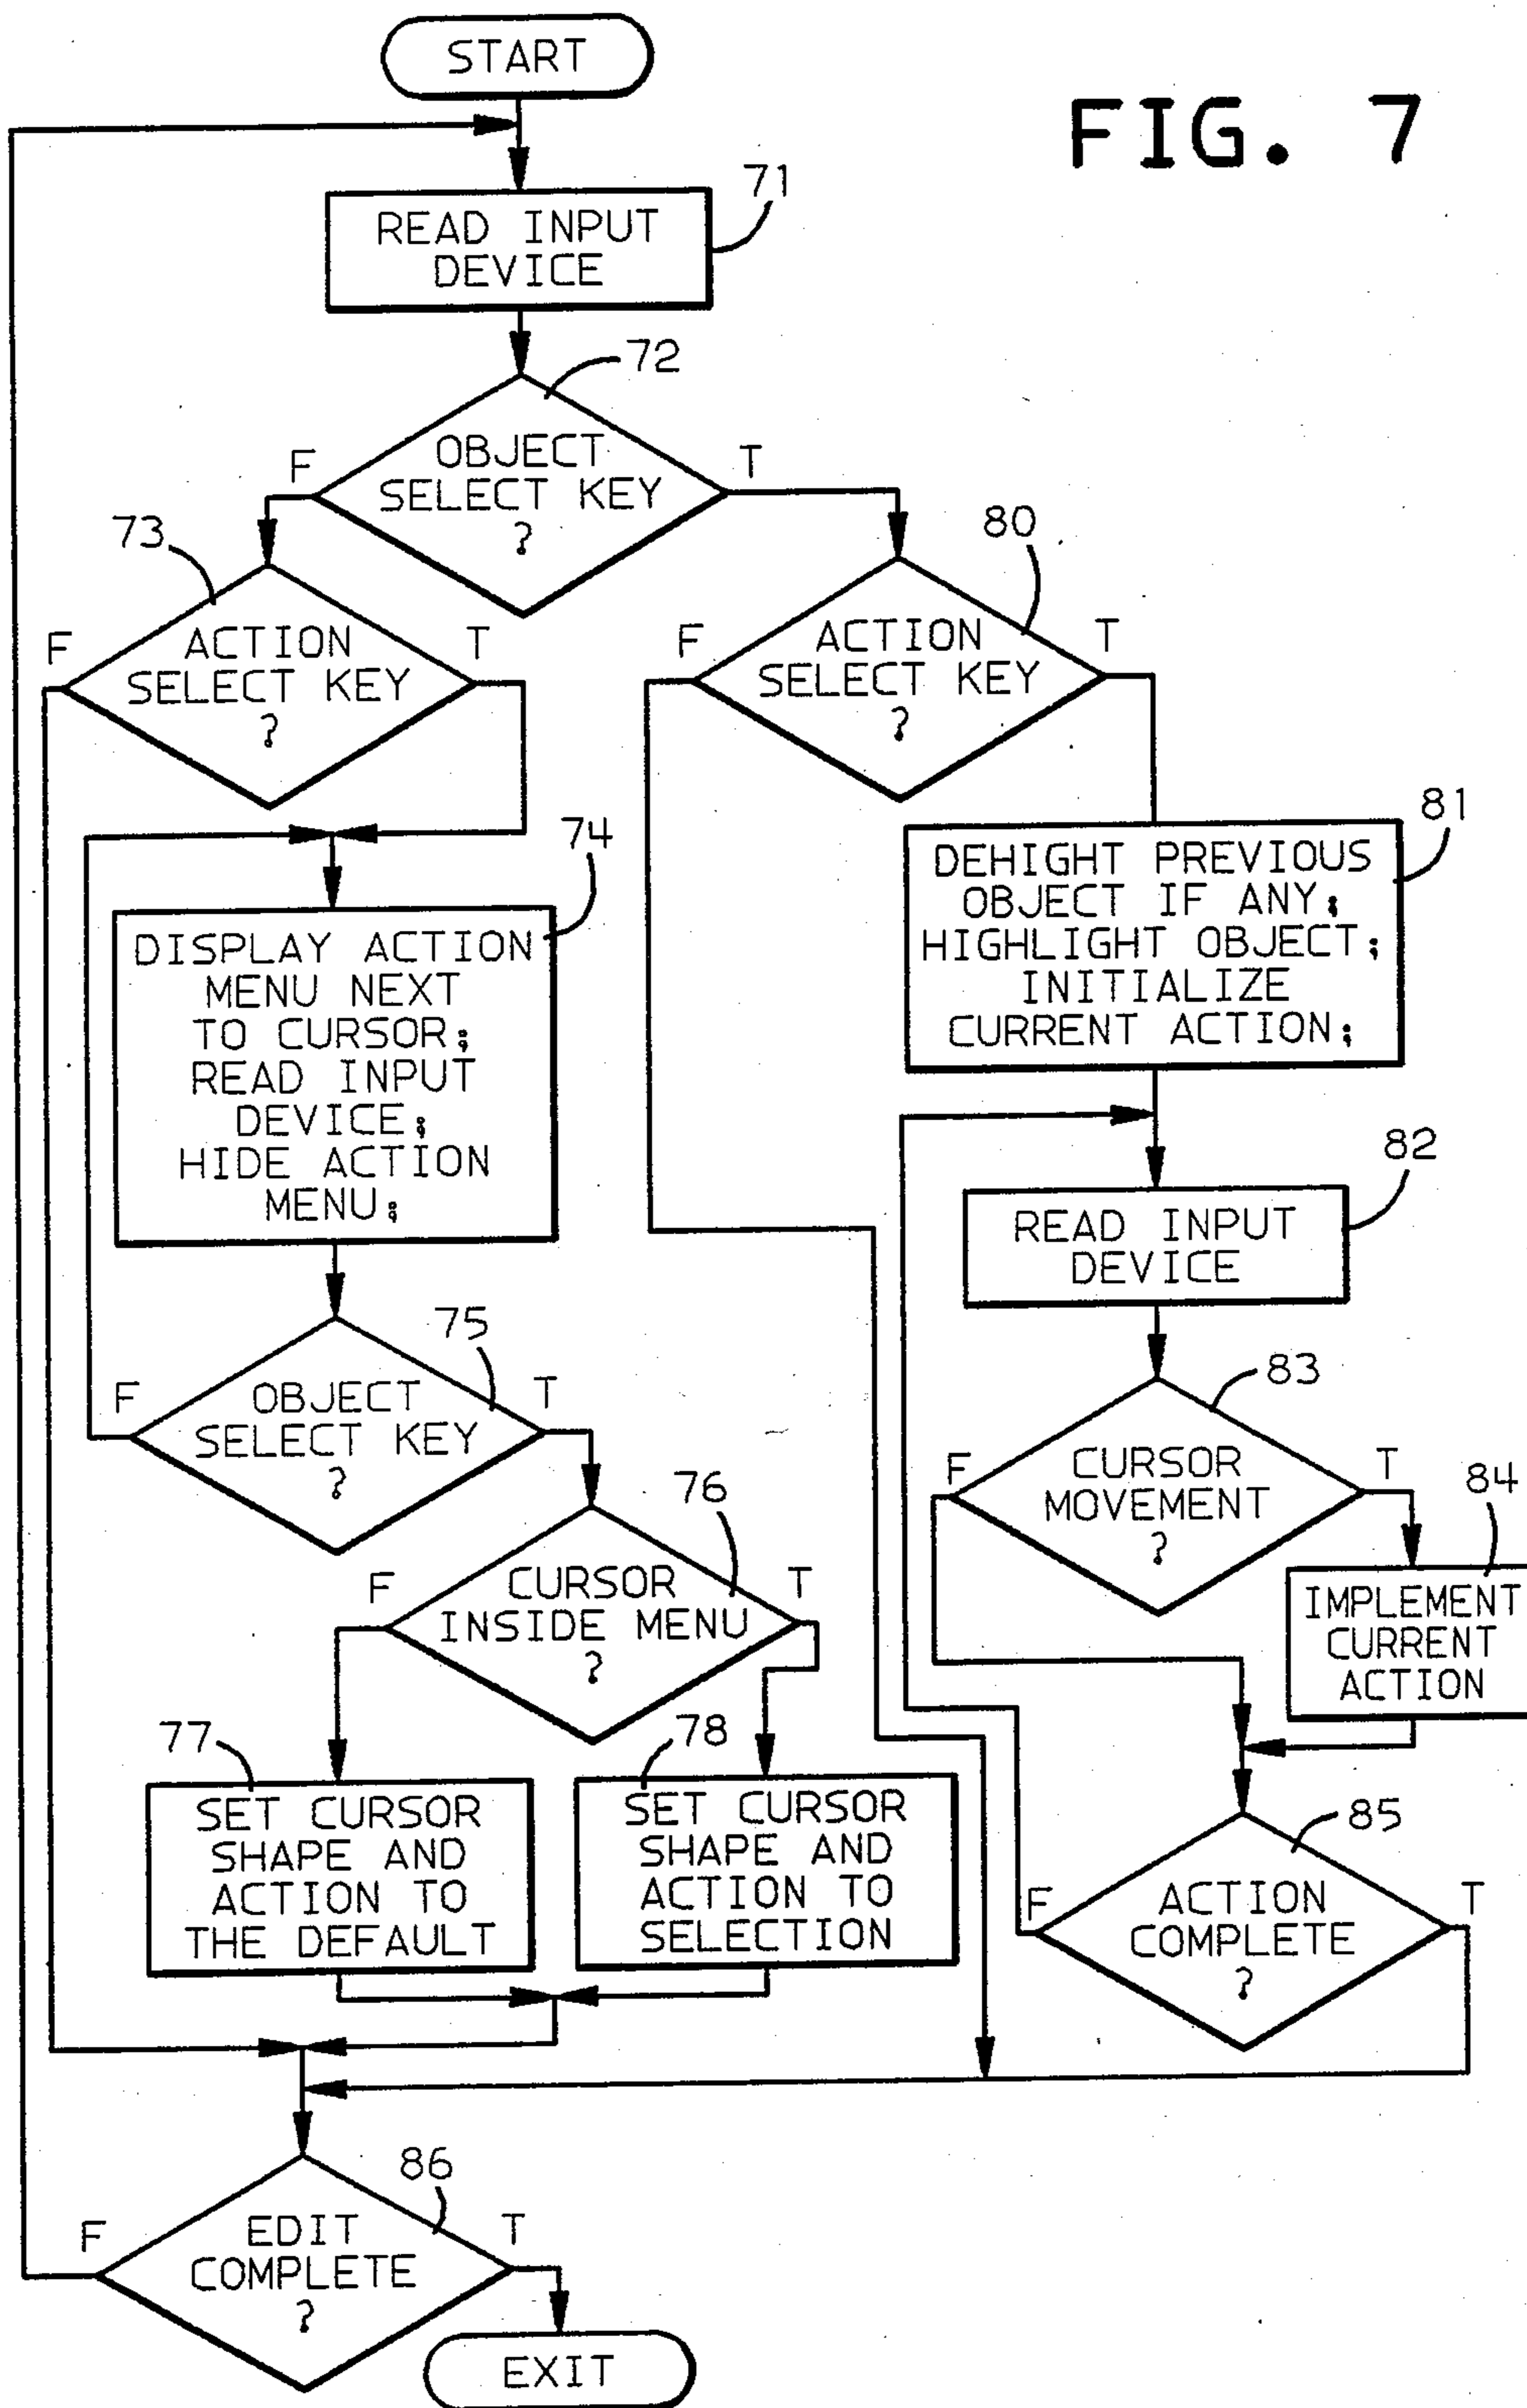 START
FIG. 7
71
READ INPUT
DEVICE
72
F
OBJECT
SELECT KEY
?
T
73
F
ACTION
SELECT KEY
?
T
80
F
ACTION
SELECT KEY
?
T
74
DISPLAY ACTION
MENU NEXT
TO CURSOR;
READ INPUT
DEVICE;
HIDE ACTION
MENU;
81
DEHIGHT PREVIOUS
OBJECT IF ANY;
HIGHLIGHT OBJECT;
INITIALIZE
CURRENT ACTION;
82
READ INPUT
DEVICE
75
F
OBJECT
SELECT KEY
?
T
83
F
CURSOR
MOVEMENT
?
T
76
F
CURSOR
INSIDE MENU
?
T
84
IMPLEMENT
CURRENT
ACTION
77
SET CURSOR
SHAPE AND
ACTION TO
THE DEFAULT
78
SET CURSOR
SHAPE AND
ACTION TO
SELECTION
85
F
ACTION
COMPLETE
?
T
86
F
EDIT
COMPLETE
?
T
EXIT